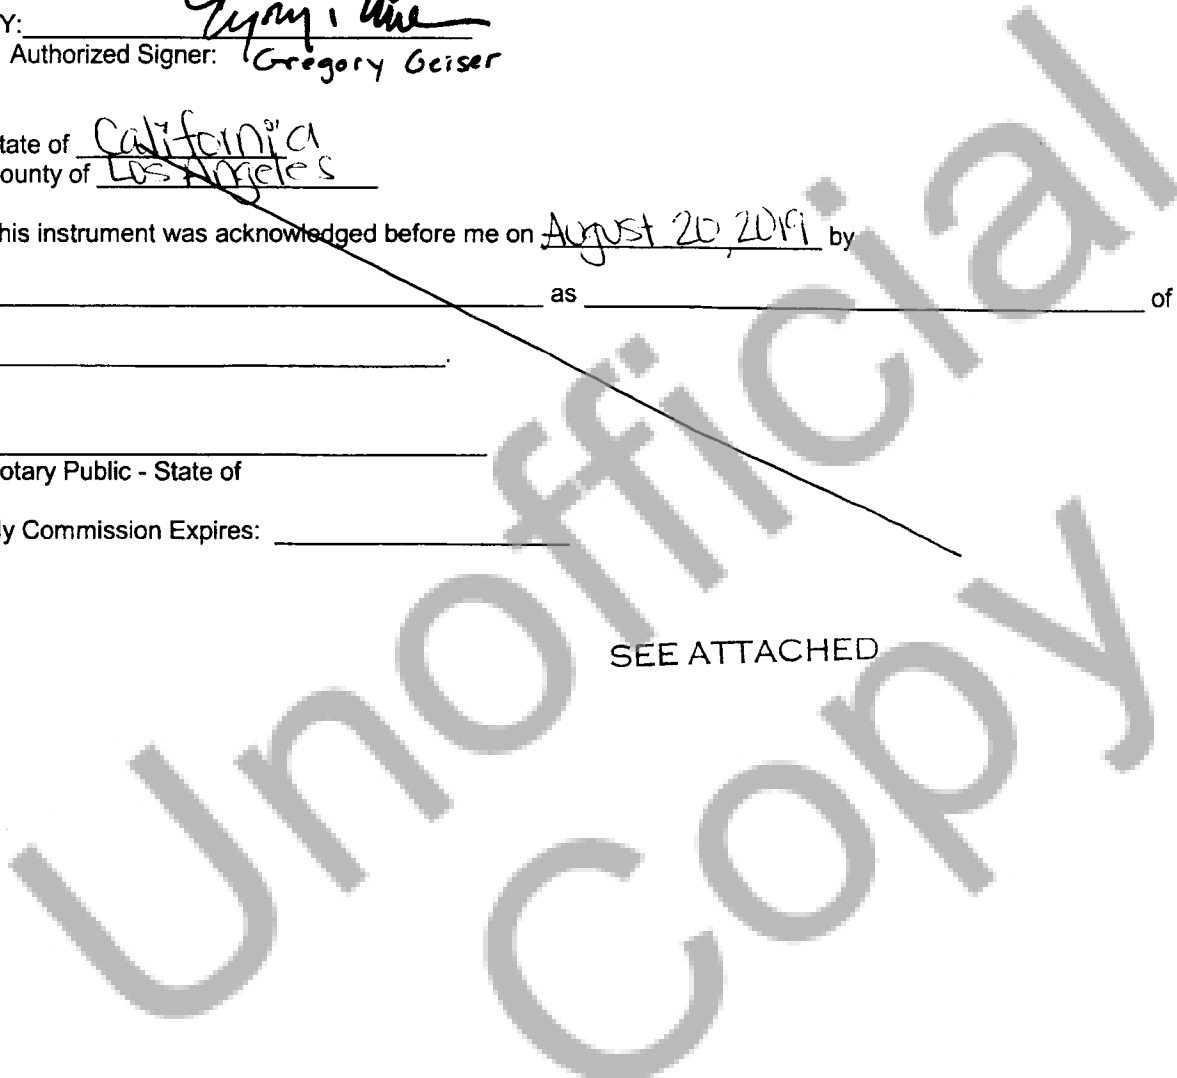 Y:
Authorized Signer: Gregory Geiser
tate of California
ounty of Los Angeles
his instrument was acknowledged before me on August 20, 2019 by
as of
.
otary Public - State of
ly Commission Expires:
SEE ATTACHED
Unofficial
Copy